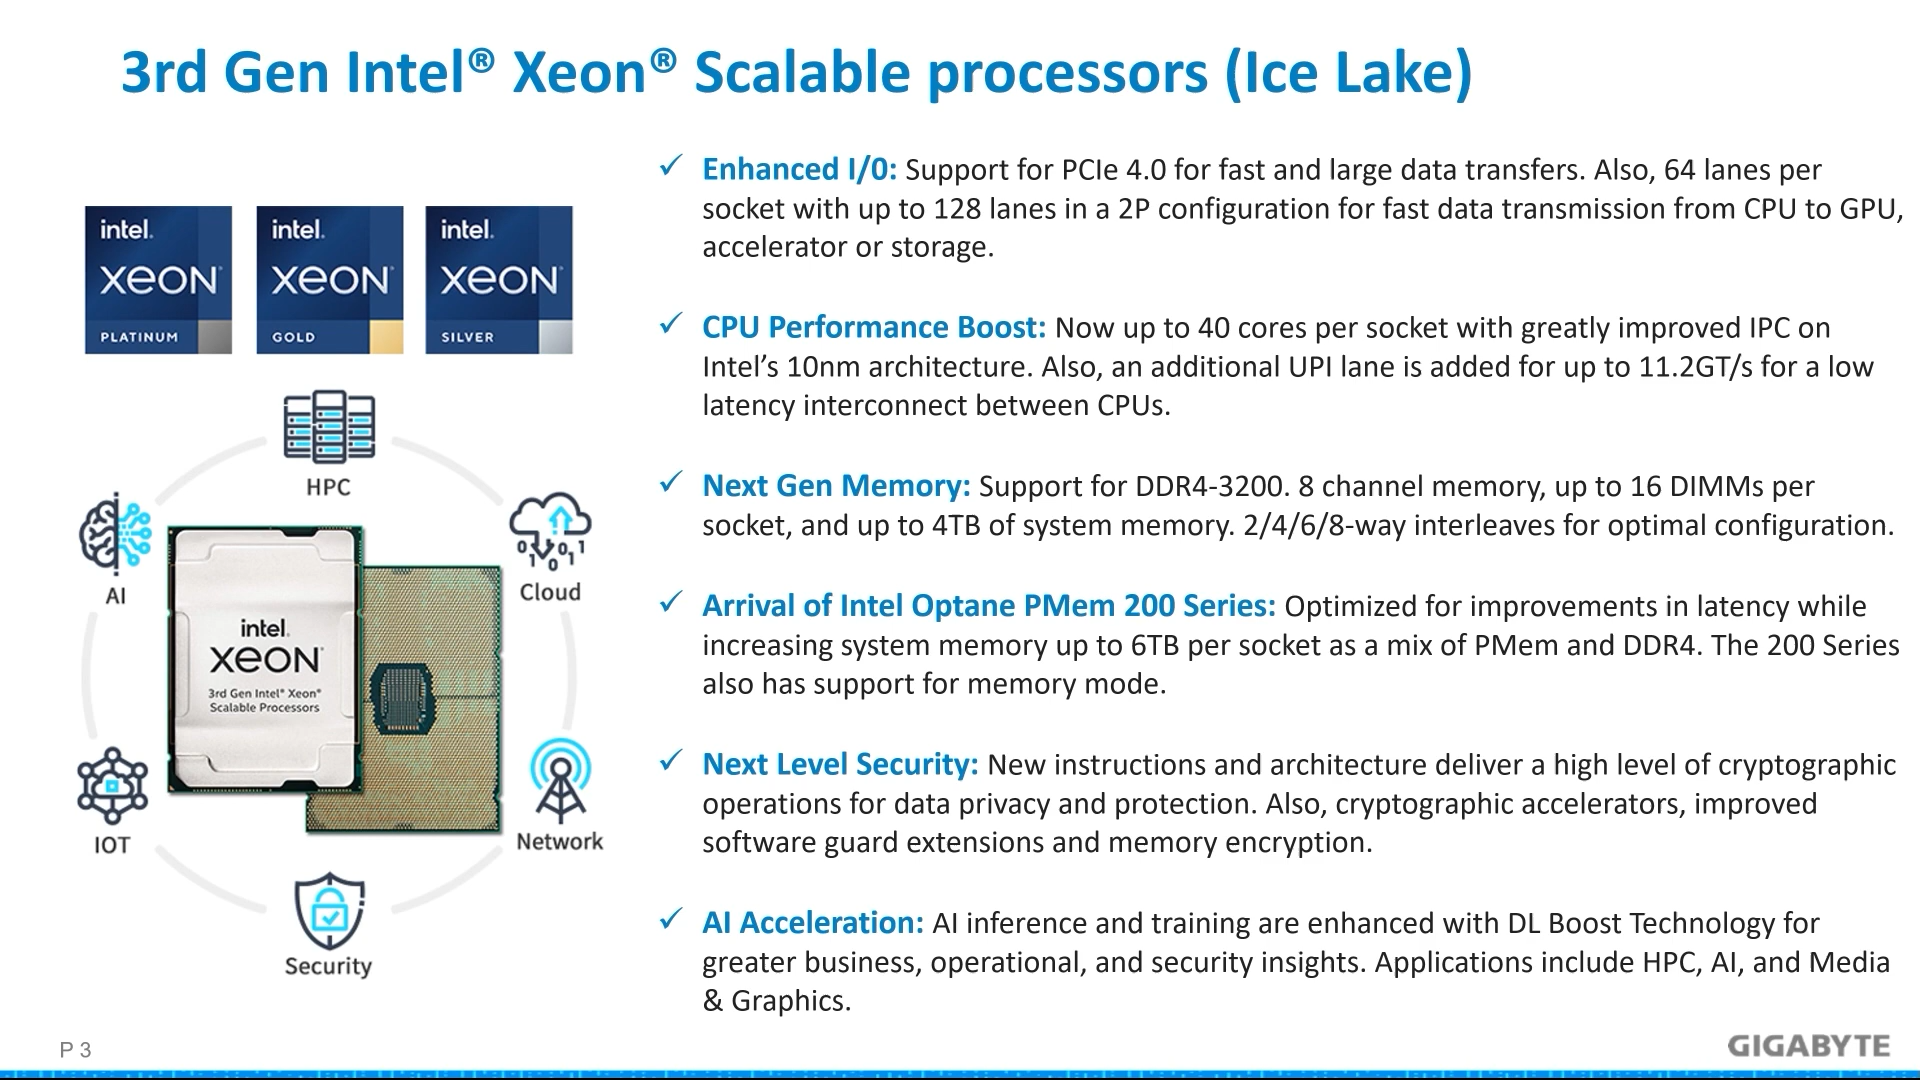 3rd Gen Intel® Xeon® Scalable processors (Ice Lake)
intel.
xeon
PLATINUM
intel.
xeon
GOLD
intel.
xeon
SILVER
HPC
AI
Cloud
intel.
xeon
3rd Gen Intel® Xeon®
Scalable Processors
IOT
Network
Security
✓ Enhanced I/0: Support for PCIe 4.0 for fast and large data transfers. Also, 64 lanes per
socket with up to 128 lanes in a 2P configuration for fast data transmission from CPU to GPU,
accelerator or storage.
✓ CPU Performance Boost: Now up to 40 cores per socket with greatly improved IPC on
Intel’s 10nm architecture. Also, an additional UPI lane is added for up to 11.2GT/s for a low
latency interconnect between CPUs.
✓ Next Gen Memory: Support for DDR4-3200. 8 channel memory, up to 16 DIMMs per
socket, and up to 4TB of system memory. 2/4/6/8-way interleaves for optimal configuration.
✓ Arrival of Intel Optane PMem 200 Series: Optimized for improvements in latency while
increasing system memory up to 6TB per socket as a mix of PMem and DDR4. The 200 Series
also has support for memory mode.
✓ Next Level Security: New instructions and architecture deliver a high level of cryptographic
operations for data privacy and protection. Also, cryptographic accelerators, improved
software guard extensions and memory encryption.
✓ AI Acceleration: AI inference and training are enhanced with DL Boost Technology for
greater business, operational, and security insights. Applications include HPC, AI, and Media
& Graphics.
P 3
GIGABYTE